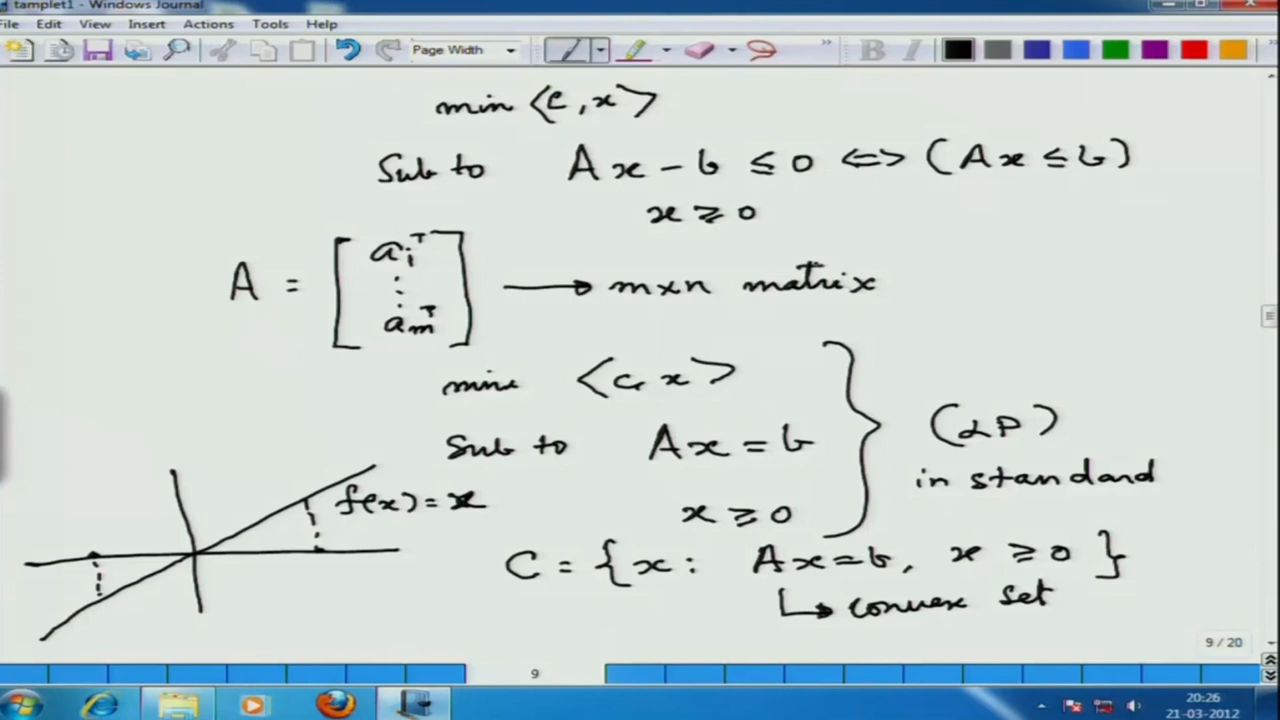 tamplet1 - Windows Journal
File Edit View Insert Actions Tools Help
Page Width
B I
min ⟨c, x⟩
Sub to Ax - b ≤ 0 ⟺ (Ax ≤ b)
x ≥ 0
A = [a_i^T ⋮ a_m^T] → m×n matrix
min ⟨c, x⟩
Sub to Ax = b
x ≥ 0
(LP)
in standard
f(x) = x
C = {x: Ax = b, x ≥ 0}
↳ convex set
9 / 20
9
20:26
21-03-2012